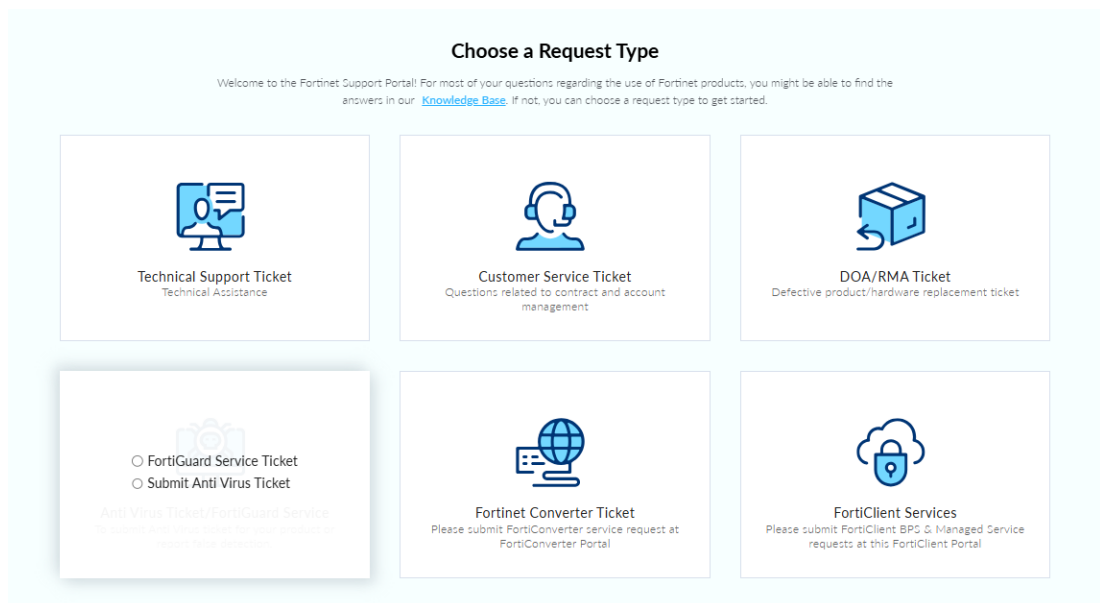 Choose a Request Type
Welcome to the Fortinet Support Portal! For most of your questions regarding the use of Fortinet products, you might be able to find the
answers in our Knowledge Base. If not, you can choose a request type to get started.
Technical Support Ticket
Technical Assistance
Customer Service Ticket
Questions related to contract and account
management
DOA/RMA Ticket
Defective product/hardware replacement ticket
FortiGuard Service Ticket
Submit Anti Virus Ticket
Anti Virus Ticket/FortiGuard Service
Fortinet Converter Ticket
Please submit FortiConverter service request at
FortiConverter Portal
FortiClient Services
Please submit FortiClient BPS & Managed Service
requests at this FortiClient Portal